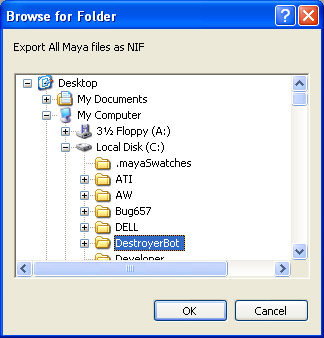 Browse for Folder
Export All Maya files as NIF
Desktop
My Documents
My Computer
3½ Floppy (A:)
Local Disk (C:)
.mayaSwatches
ATI
AW
Bug657
DELL
DestroyerBot
Developer
OK Cancel